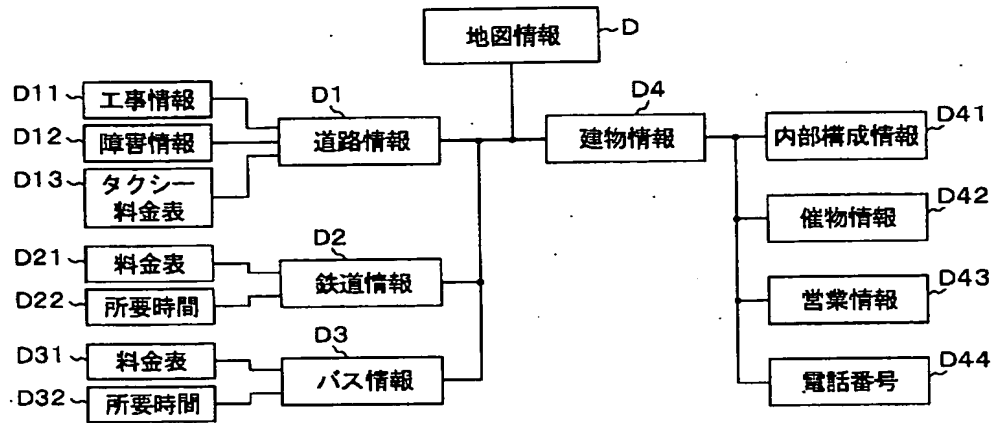 地図情報
D
D11
工事情報
D12
障害情報
D13
タクシー
料金表
D1
道路情報
D4
建物情報
内部構成情報
D41
催物情報
D42
営業情報
D43
電話番号
D44
D21
料金表
D22
所要時間
D2
鉄道情報
D31
料金表
D32
所要時間
D3
バス情報